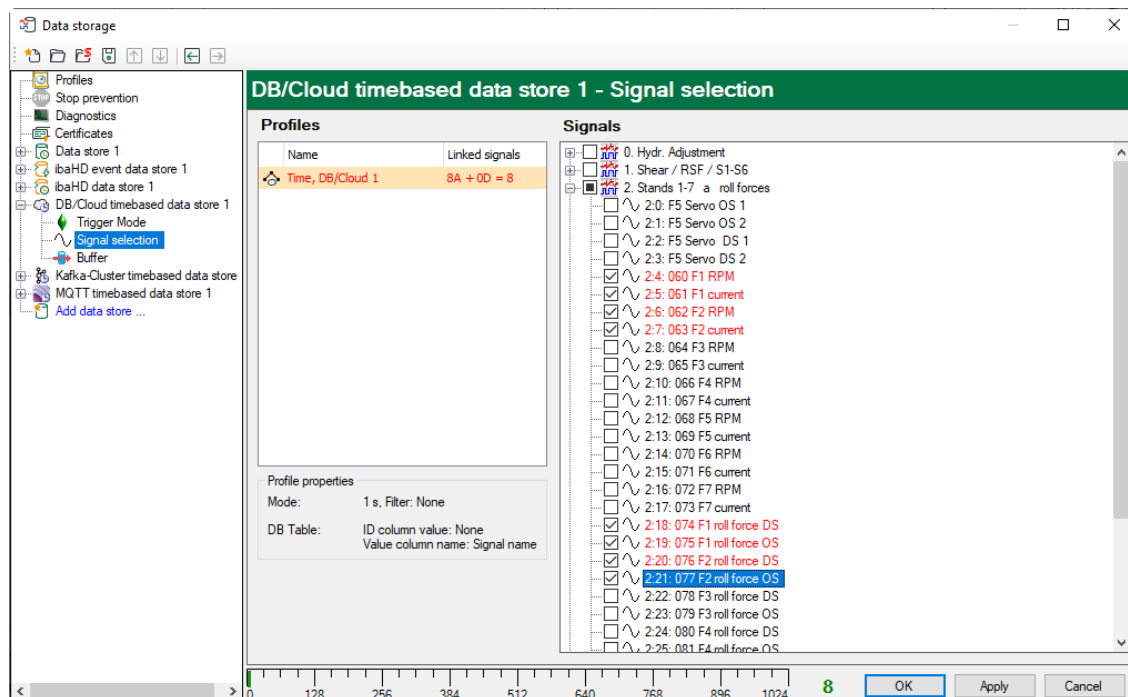 Data storage
Profiles
Stop prevention
Diagnostics
Certificates
Data store 1
ibaHD event data store 1
ibaHD data store 1
DB/Cloud timebased data store 1
Trigger Mode
Signal selection
Buffer
Kafka-Cluster timebased data store
MQTT timebased data store 1
Add data store ...
DB/Cloud timebased data store 1 - Signal selection
Profiles
Name Linked signals
Time, DB/Cloud 1 8A + 0D = 8
Profile properties
Mode: 1 s, Filter: None
DB Table: ID column value: None
Value column name: Signal name
Signals
0. Hydr. Adjustment
1. Shear / RSF / S1-S6
2. Stands 1-7 a roll forces
2:0: F5 Servo OS 1
2:1: F5 Servo OS 2
2:2: F5 Servo DS 1
2:3: F5 Servo DS 2
2:4: 060 F1 RPM
2:5: 061 F1 current
2:6: 062 F2 RPM
2:7: 063 F2 current
2:8: 064 F3 RPM
2:9: 065 F3 current
2:10: 066 F4 RPM
2:11: 067 F4 current
2:12: 068 F5 RPM
2:13: 069 F5 current
2:14: 070 F6 RPM
2:15: 071 F6 current
2:16: 072 F7 RPM
2:17: 073 F7 current
2:18: 074 F1 roll force DS
2:19: 075 F1 roll force OS
2:20: 076 F2 roll force DS
2:21: 077 F2 roll force OS
2:22: 078 F3 roll force DS
2:23: 079 F3 roll force OS
2:24: 080 F4 roll force DS
2:25: 081 F4 roll force OS
0 128 256 384 512 640 768 896 1024
8
OK Apply Cancel